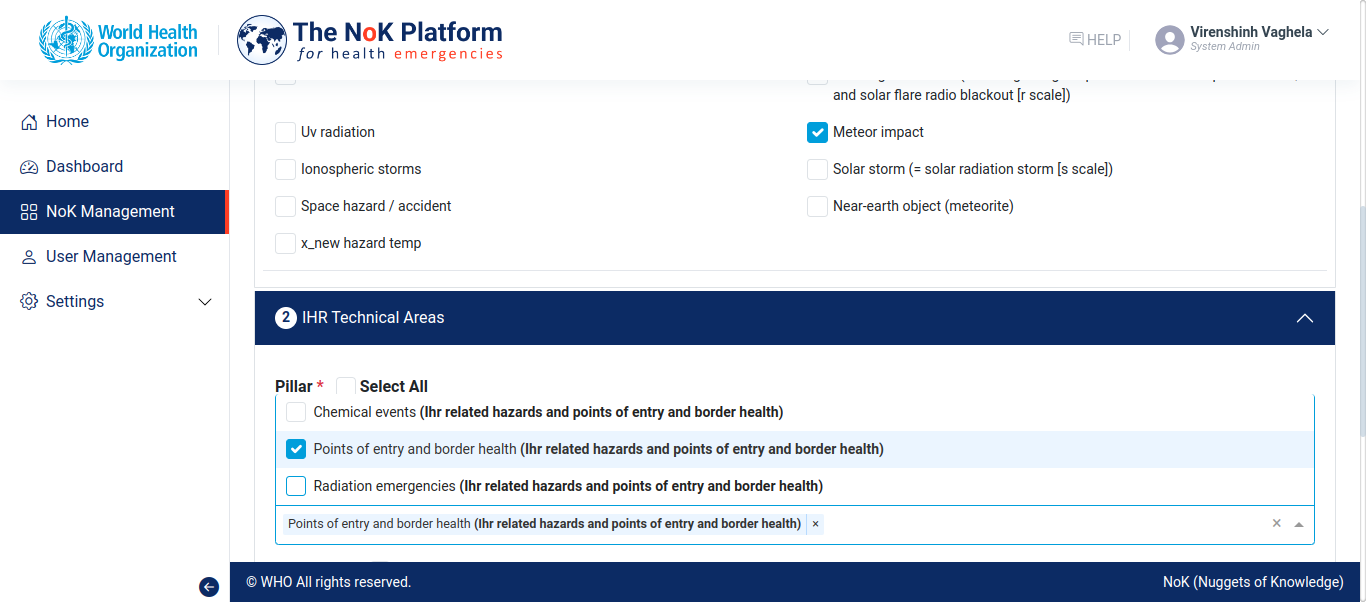 World Health
Organization
The NoK Platform
for health emergencies
HELP
Virenshinh Vaghela
System Admin
Home
Dashboard
NoK Management
User Management
Settings
and solar flare radio blackout [r scale])
Uv radiation
Meteor impact
Ionospheric storms
Solar storm (= solar radiation storm [s scale])
Space hazard / accident
Near-earth object (meteorite)
x_new hazard temp
2 IHR Technical Areas
Pillar * Select All
Chemical events (Ihr related hazards and points of entry and border health)
Points of entry and border health (Ihr related hazards and points of entry and border health)
Radiation emergencies (Ihr related hazards and points of entry and border health)
Points of entry and border health (Ihr related hazards and points of entry and border health) ×
© WHO All rights reserved.
NoK (Nuggets of Knowledge)